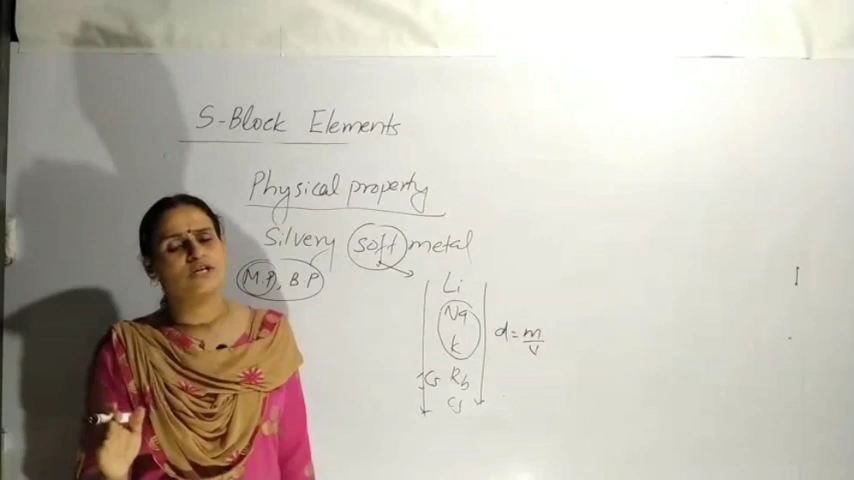 S-Block Elements
Physical property
Silvery soft metal
M.P, B.P
Li
Na
K
d = m/v
Rb
Cs